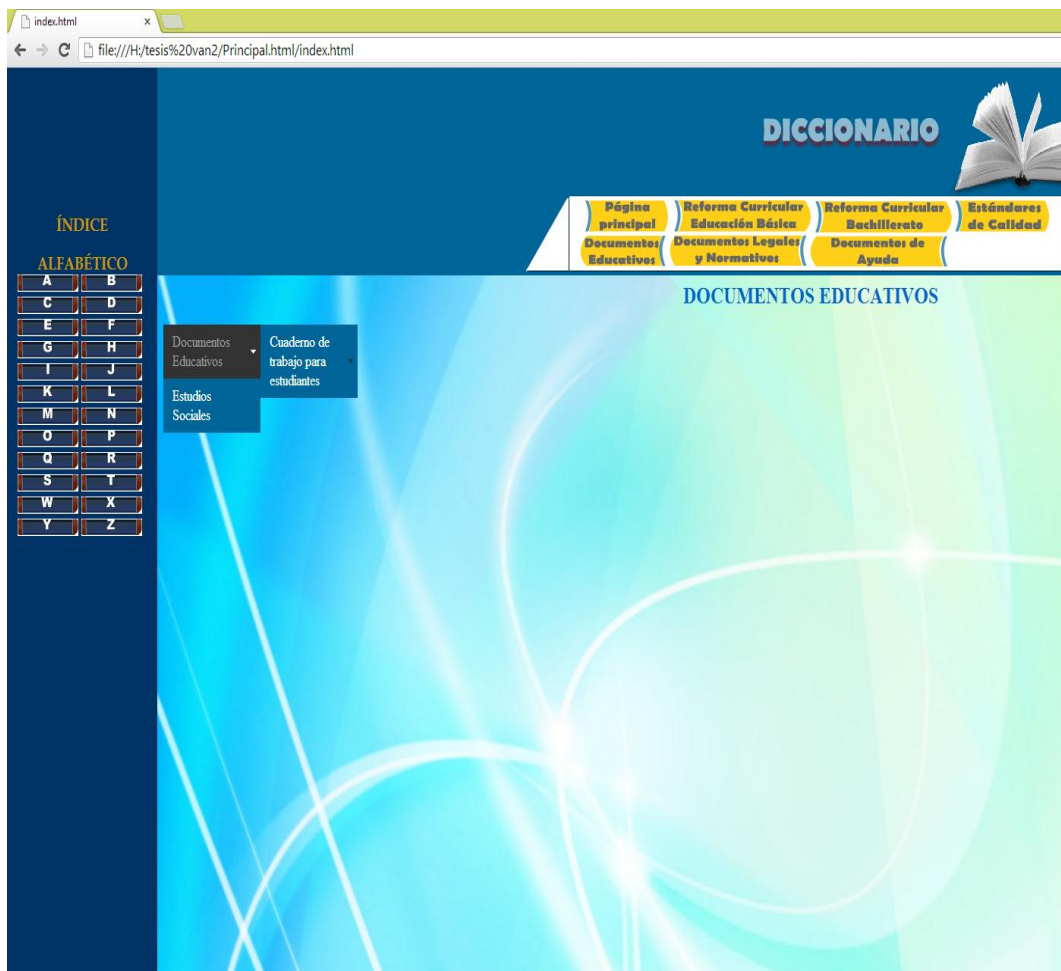 index.html x
file:///H:/tesis%20van2/Principal.html/index.html
DICCIONARIO
Página principal
Reforma Curricular Educación Básica
Reforma Curricular Bachillerato
Estándares de Calidad
Documentos Educativos
Documentos Legales y Normativos
Documentos de Ayuda
ÍNDICE
ALFABÉTICO
A B
C D
E F
G H
I J
K L
M N
O P
Q R
S T
W X
Y Z
DOCUMENTOS EDUCATIVOS
Documentos
Educativos
Estudios
Sociales
Cuaderno de
trabajo para
estudiantes